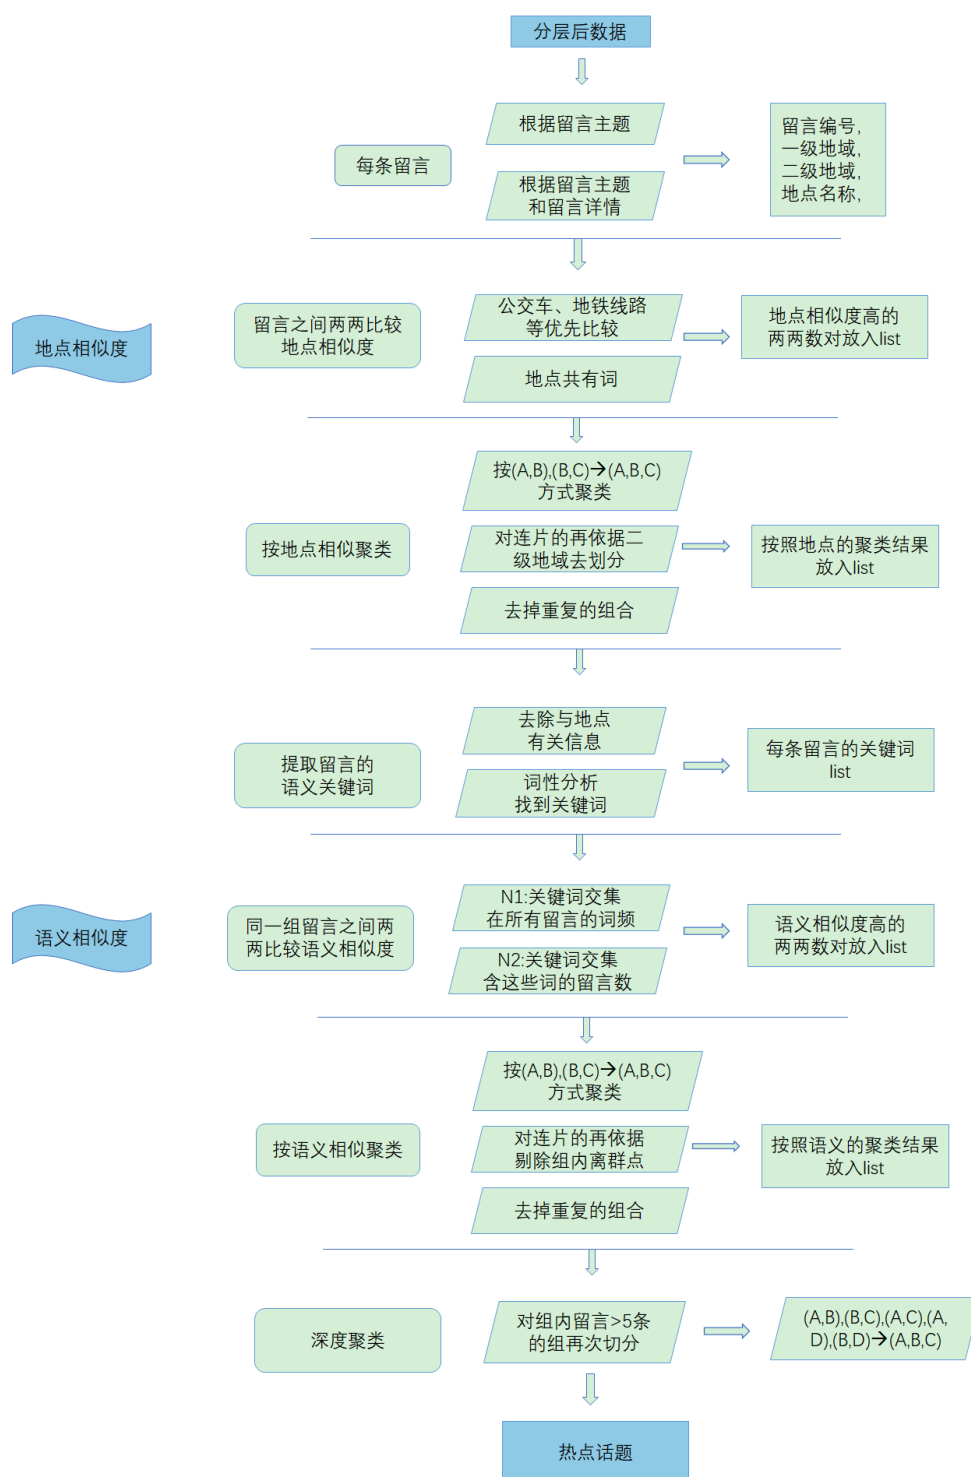 分层后数据
根据留言主题
每条留言
根据留言主题
和留言详情
留言编号,
一级地域,
二级地域,
地点名称,
地点相似度
留言之间两两比较
地点相似度
公交车、地铁线路
等优先比较
地点共有词
地点相似度高的
两两数对放入list
按(A,B),(B,C)→(A,B,C)
方式聚类
按地点相似聚类
对连片的再依据二
级地域去划分
去掉重复的组合
按照地点的聚类结果
放入list
提取留言的
语义关键词
去除与地点
有关信息
词性分析
找到关键词
每条留言的关键词
list
语义相似度
同一组留言之间两
两比较语义相似度
N1:关键词交集
在所有留言的词频
N2:关键词交集
含这些词的留言数
语义相似度高的
两两数对放入list
按(A,B),(B,C)→(A,B,C)
方式聚类
按语义相似聚类
对连片的再依据
剔除组内离群点
去掉重复的组合
按照语义的聚类结果
放入list
深度聚类
对组内留言>5条
的组再次切分
(A,B),(B,C),(A,C),(A,
D),(B,D)→(A,B,C)
热点话题